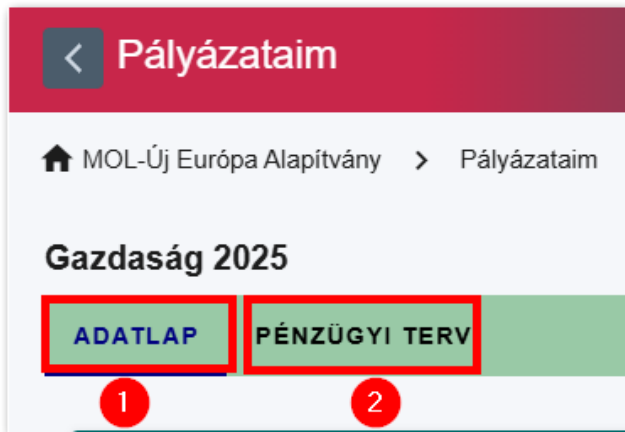 Pályázataim
MOL-Új Európa Alapítvány > Pályázataim
Gazdaság 2025
ADATLAP PÉNZÜGYI TERV
1 2